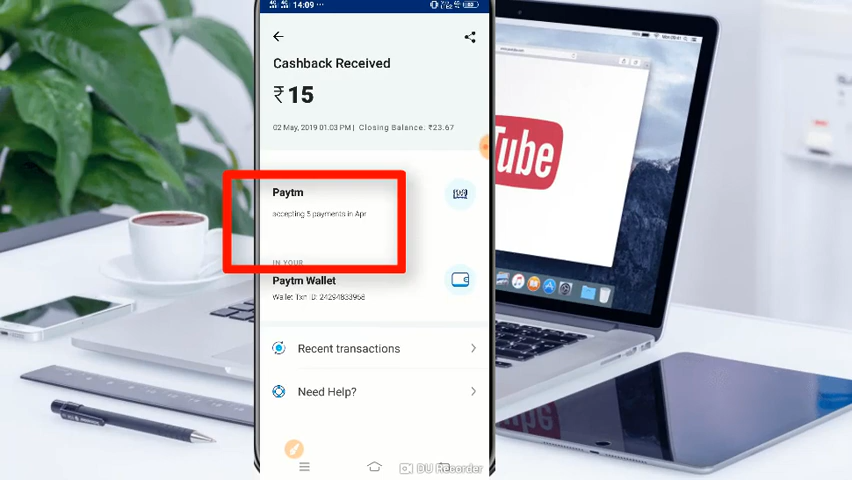 14:09 ...
Cashback Received
₹15
02 May, 2019 01.03 PM | Closing Balance: ₹23.67
Paytm
accepting 5 payments in Apr
IN YOUR
Paytm Wallet
Wallet Txn ID: 24294833968
Recent transactions
Need Help?
DU Recorder
Tube